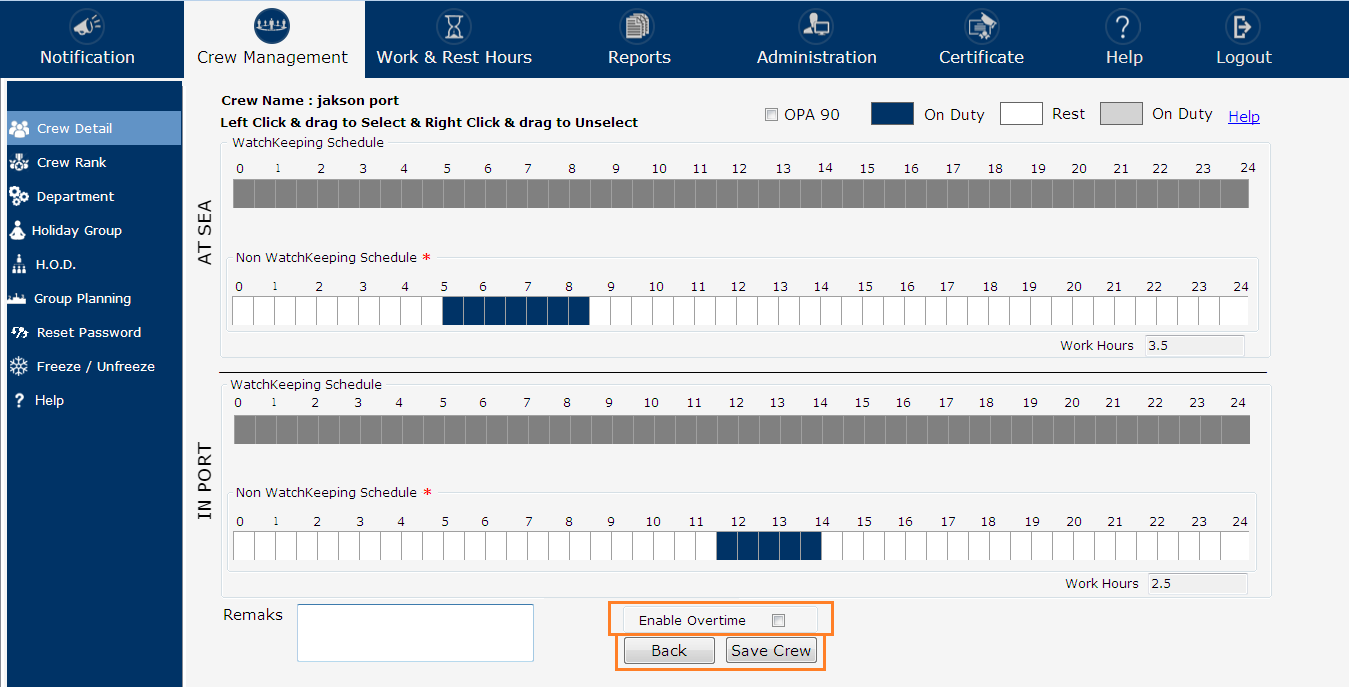 Notification Crew Management Work & Rest Hours Reports Administration Certificate Help Logout
Crew Detail
Crew Rank
Department
Holiday Group
H.O.D.
Group Planning
Reset Password
Freeze / Unfreeze
Help
Crew Name : jakson port
Left Click & drag to Select & Right Click & drag to Unselect
OPA 90 On Duty Rest On Duty Help
AT SEA
WatchKeeping Schedule
0 1 2 3 4 5 6 7 8 9 10 11 12 13 14 15 16 17 18 19 20 21 22 23 24
Non WatchKeeping Schedule *
0 1 2 3 4 5 6 7 8 9 10 11 12 13 14 15 16 17 18 19 20 21 22 23 24
Work Hours 3.5
IN PORT
WatchKeeping Schedule
0 1 2 3 4 5 6 7 8 9 10 11 12 13 14 15 16 17 18 19 20 21 22 23 24
Non WatchKeeping Schedule *
0 1 2 3 4 5 6 7 8 9 10 11 12 13 14 15 16 17 18 19 20 21 22 23 24
Work Hours 2.5
Remaks
Enable Overtime
Back Save Crew